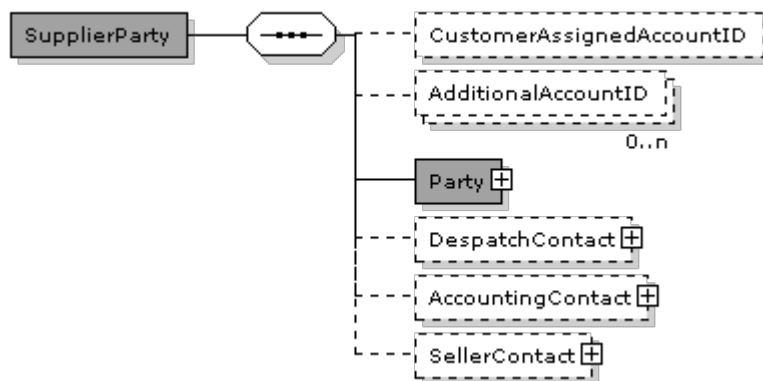 SupplierParty
CustomerAssignedAccountID
AdditionalAccountID
0..n
Party
DespatchContact
AccountingContact
SellerContact